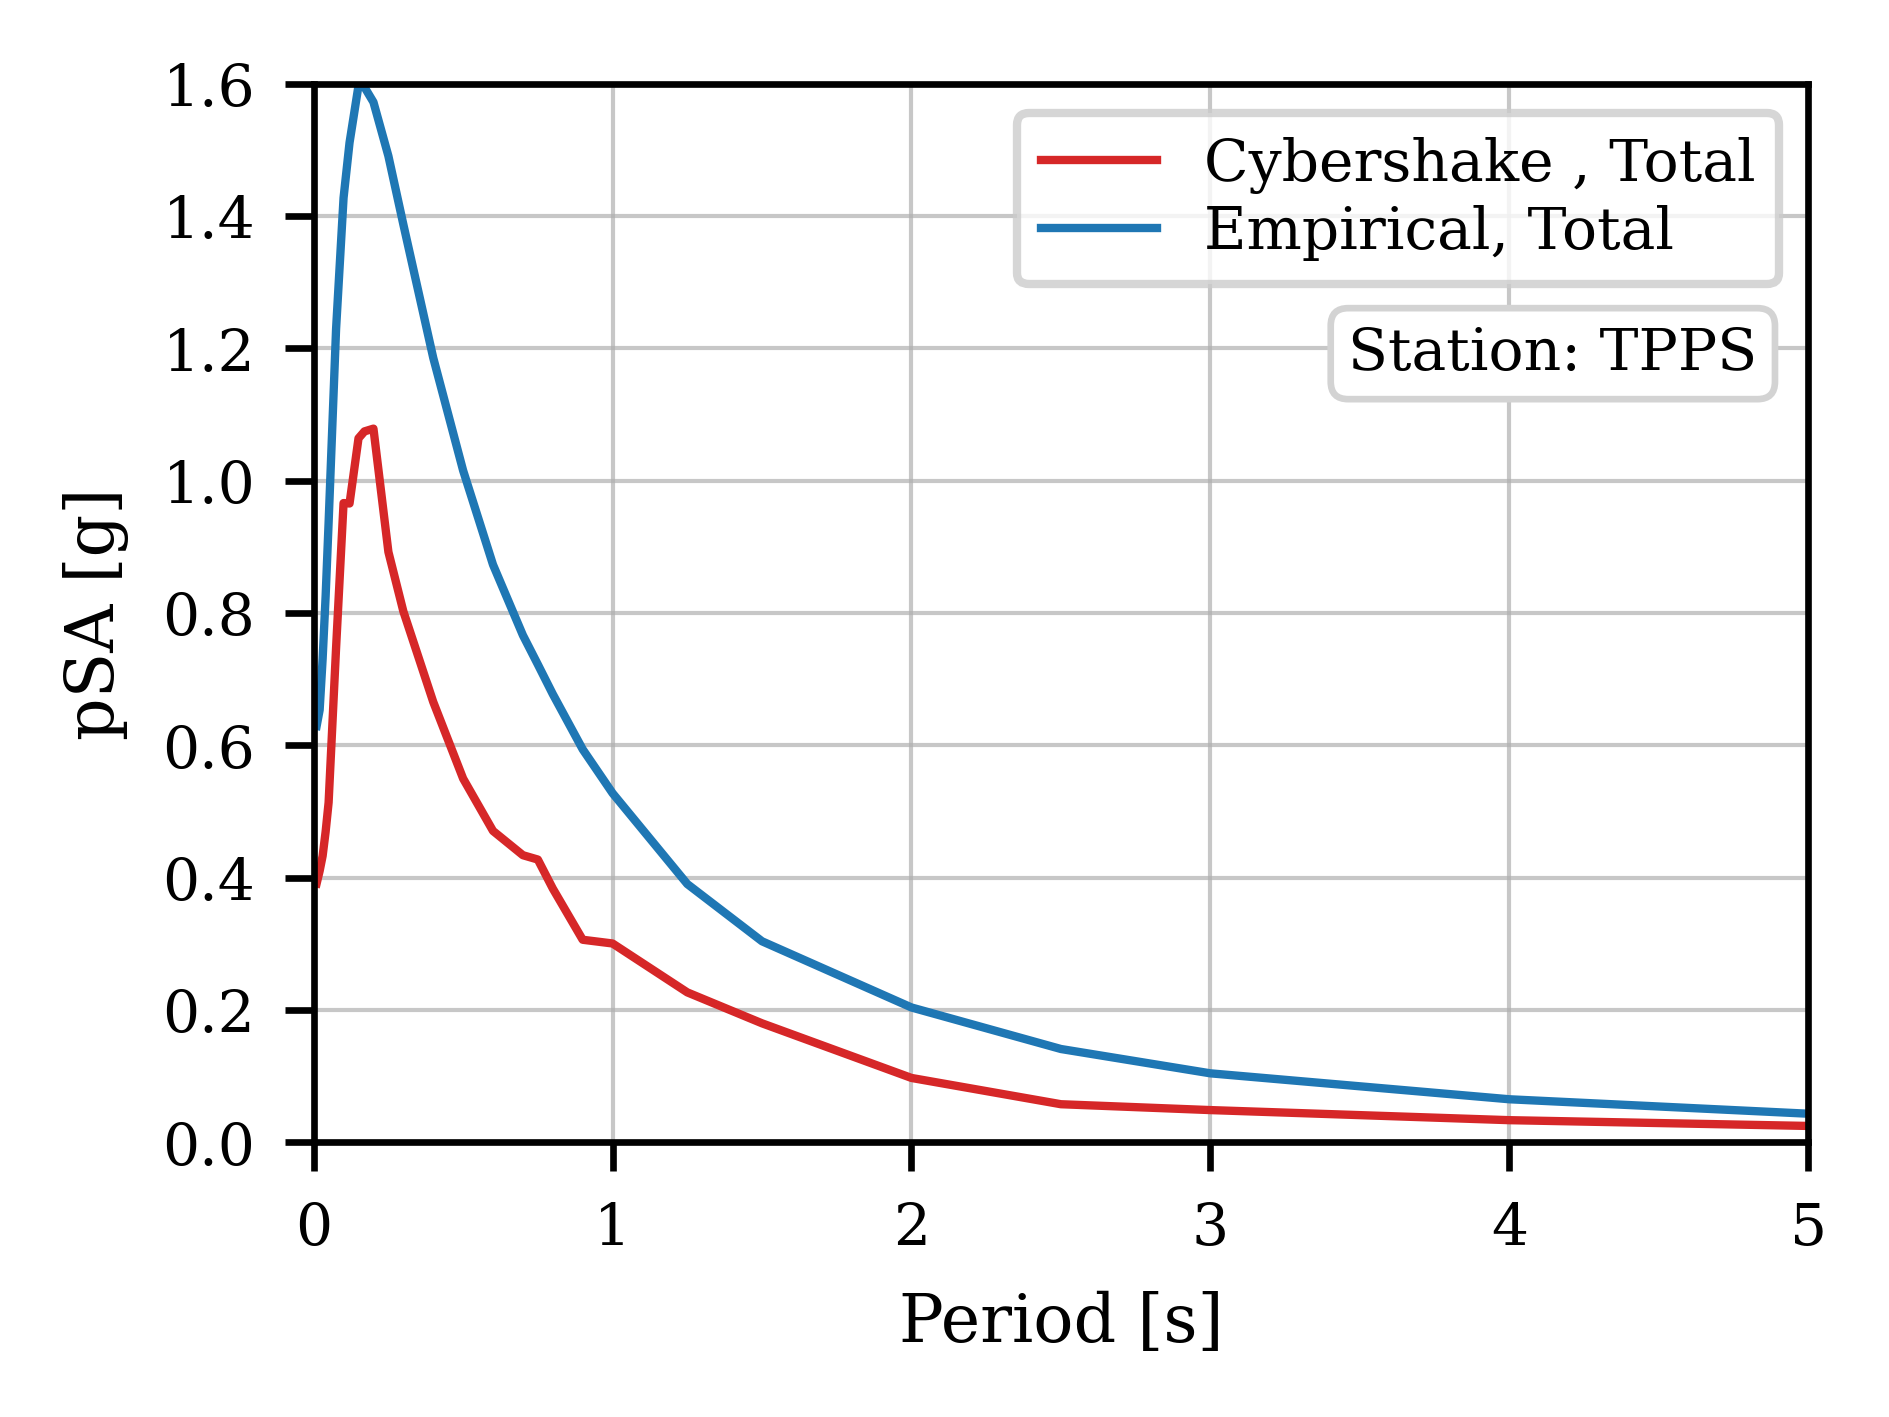 1.6
1.4
1.2
1.0
0.8
0.6
0.4
0.2
0.0
pSA [g]
Cybershake , Total
Empirical, Total
Station: TPPS
0 1 2 3 4 5
Period [s]